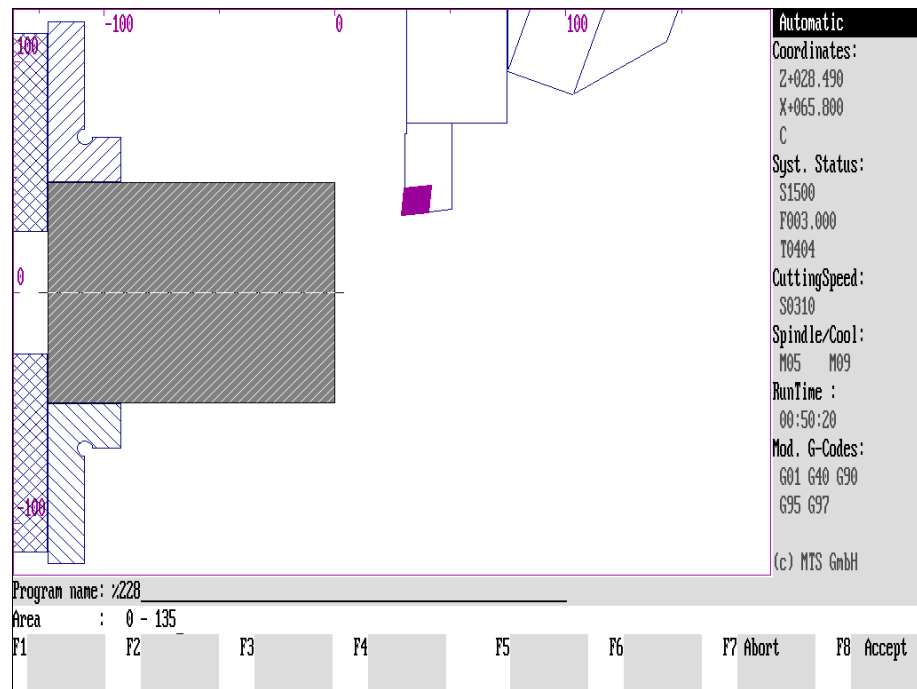 -100 0 100
100
0
-100
Automatic
Coordinates:
Z+028.490
X+065.800
C
Syst. Status:
S1500
F003.000
T0404
CuttingSpeed:
S0310
Spindle/Cool:
M05 M09
RunTime :
00:50:20
Mod. G-Codes:
G01 G40 G90
G95 G97
(c) MTS GmbH
Program name: %228
Area : 0 - 135
F1 F2 F3 F4 F5 F6 F7 Abort F8 Accept